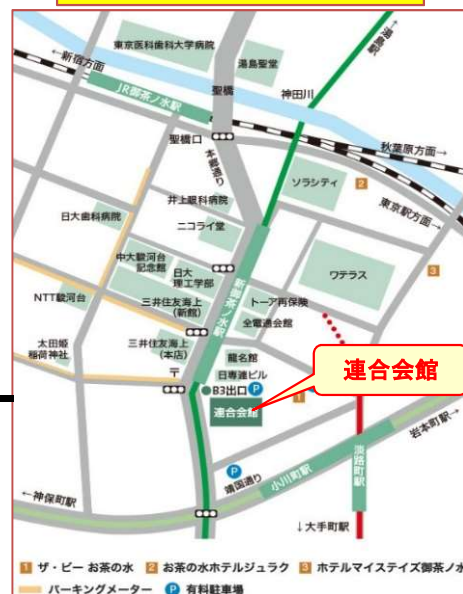 ←湯島駅
←新宿方面
東京医科歯科大学病院
湯島聖堂
JR御茶ノ水駅
聖橋
神田川
聖橋口
本郷通り
秋葉原方面→
ソラシティ
2
東京駅方面→
井上眼科病院
日大歯科病院
ニコライ堂
中大駿河台
記念館
日大
理工学部
新御茶ノ水駅
ワテラス
3
NTT駿河台
三井住友海上
(新館)
トーア再保険
全電通会館
太田姫
稲荷神社
三井住友海上
(本店)
龍名館
日専連ビル
〒
B3出口 P
連合会館
連合会館
1
淡路町駅
岩本町駅→
P
靖国通り
小川町駅
←神保町駅
↓大手町駅
1 ザ・ビー お茶の水 2 お茶の水ホテルジュラク 3 ホテルマイステイズ御茶ノ水
パーキングメーター P 有料駐車場